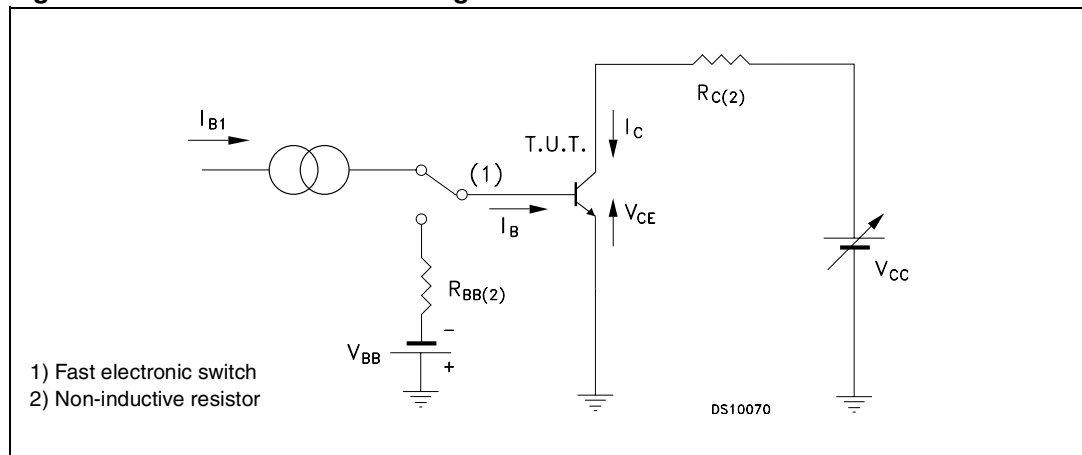 I_B1
R_C(2)
I_C
T.U.T.
(1)
V_CE
I_B
V_CC
R_BB(2)
−
V_BB
+
1) Fast electronic switch
2) Non-inductive resistor
DS10070